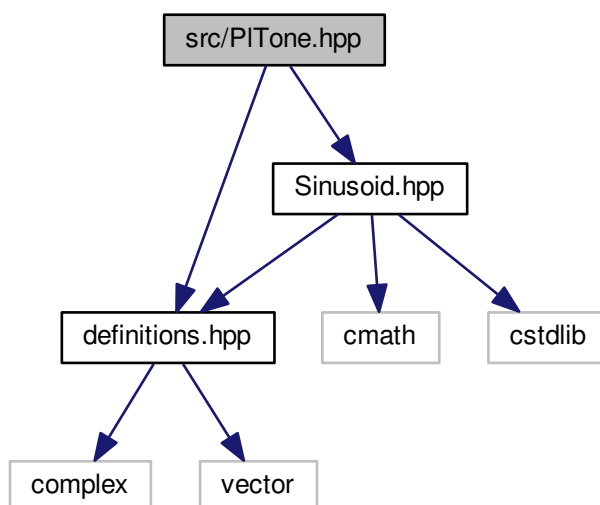 src/PITone.hpp
Sinusoid.hpp
definitions.hpp
cmath
cstdlib
complex
vector